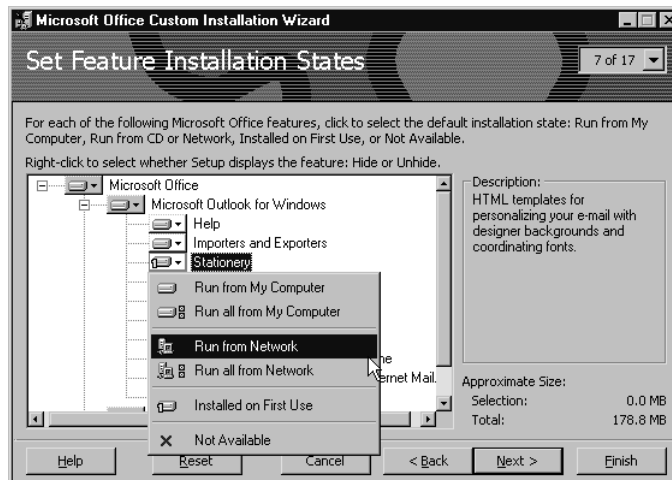 Microsoft Office Custom Installation Wizard
Set Feature Installation States
7 of 17
For each of the following Microsoft Office features, click to select the default installation state: Run from My
Computer, Run from CD or Network, Installed on First Use, or Not Available.
Right-click to select whether Setup displays the feature: Hide or Unhide.
Microsoft Office
Microsoft Outlook for Windows
Help
Importers and Exporters
Stationery
Run from My Computer
Run all from My Computer
Run from Network
Run all from Network
Installed on First Use
Not Available
Description:
HTML templates for
personalizing your e-mail with
designer backgrounds and
coordinating fonts.
Approximate Size:
Selection: 0.0 MB
Total: 178.8 MB
Help Reset Cancel < Back Next > Finish